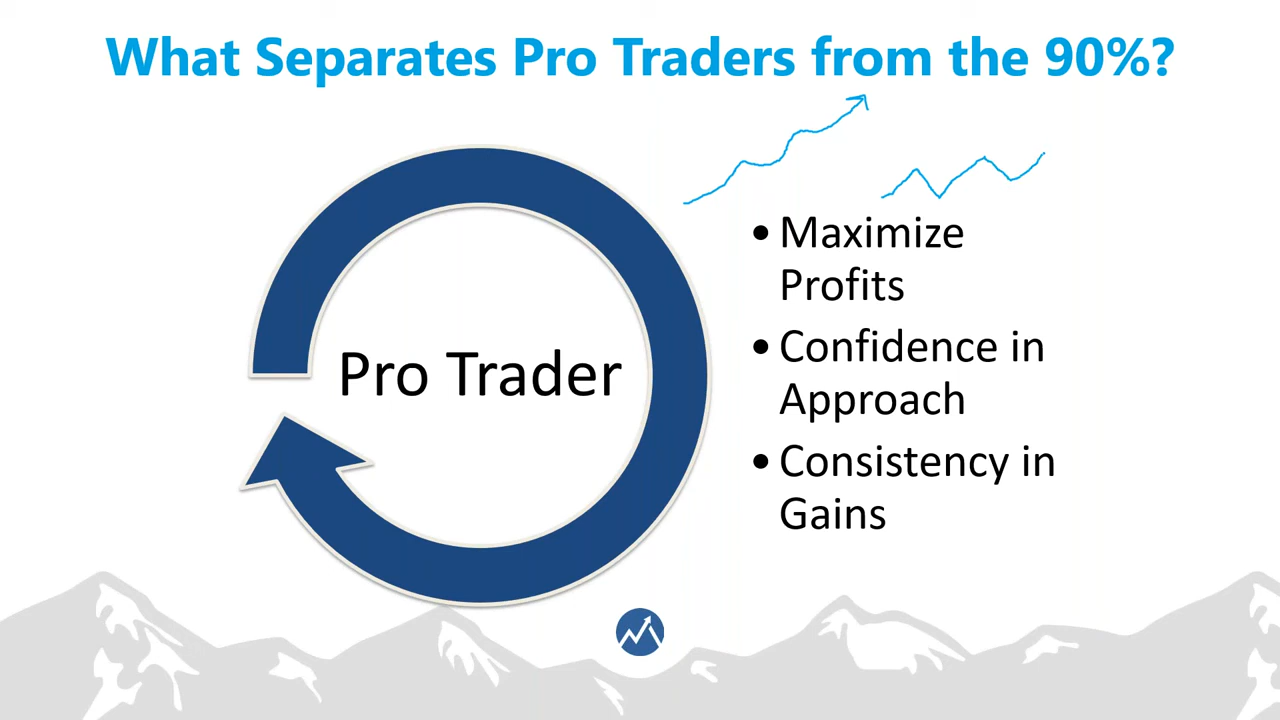 What Separates Pro Traders from the 90%?
Pro Trader
• Maximize
Profits
• Confidence in
Approach
• Consistency in
Gains